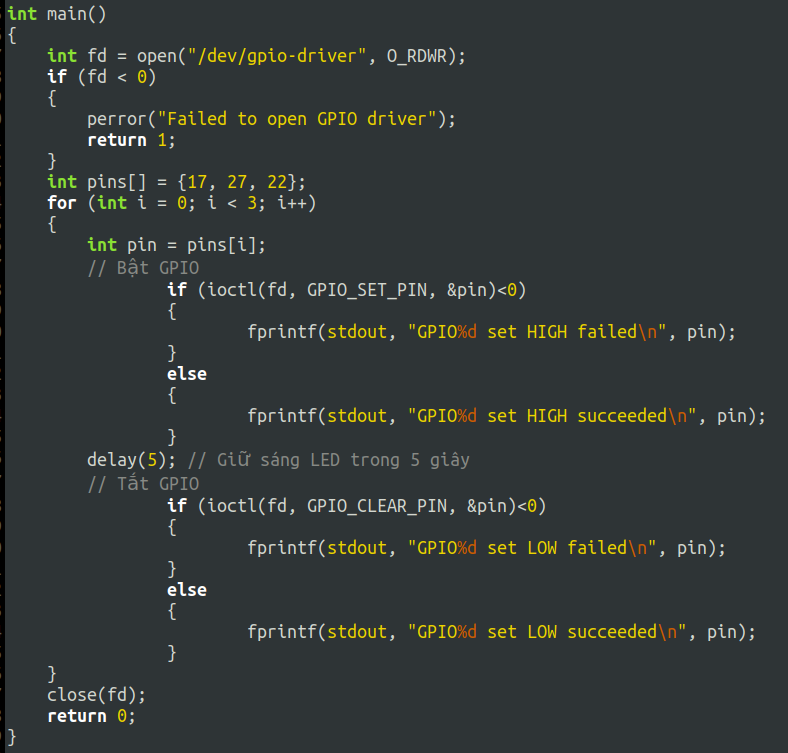 int main()
{
    int fd = open("/dev/gpio-driver", O_RDWR);
    if (fd < 0)
    {
        perror("Failed to open GPIO driver");
        return 1;
    }
    int pins[] = {17, 27, 22};
    for (int i = 0; i < 3; i++)
    {
        int pin = pins[i];
        // Bật GPIO
                if (ioctl(fd, GPIO_SET_PIN, &pin)<0)
                {
                        fprintf(stdout, "GPIO%d set HIGH failed\n", pin);
                }
                else
                {
                        fprintf(stdout, "GPIO%d set HIGH succeeded\n", pin);
                }
        delay(5); // Giữ sáng LED trong 5 giây
        // Tắt GPIO
                if (ioctl(fd, GPIO_CLEAR_PIN, &pin)<0)
                {
                        fprintf(stdout, "GPIO%d set LOW failed\n", pin);
                }
                else
                {
                        fprintf(stdout, "GPIO%d set LOW succeeded\n", pin);
                }
    }
    close(fd);
    return 0;
}